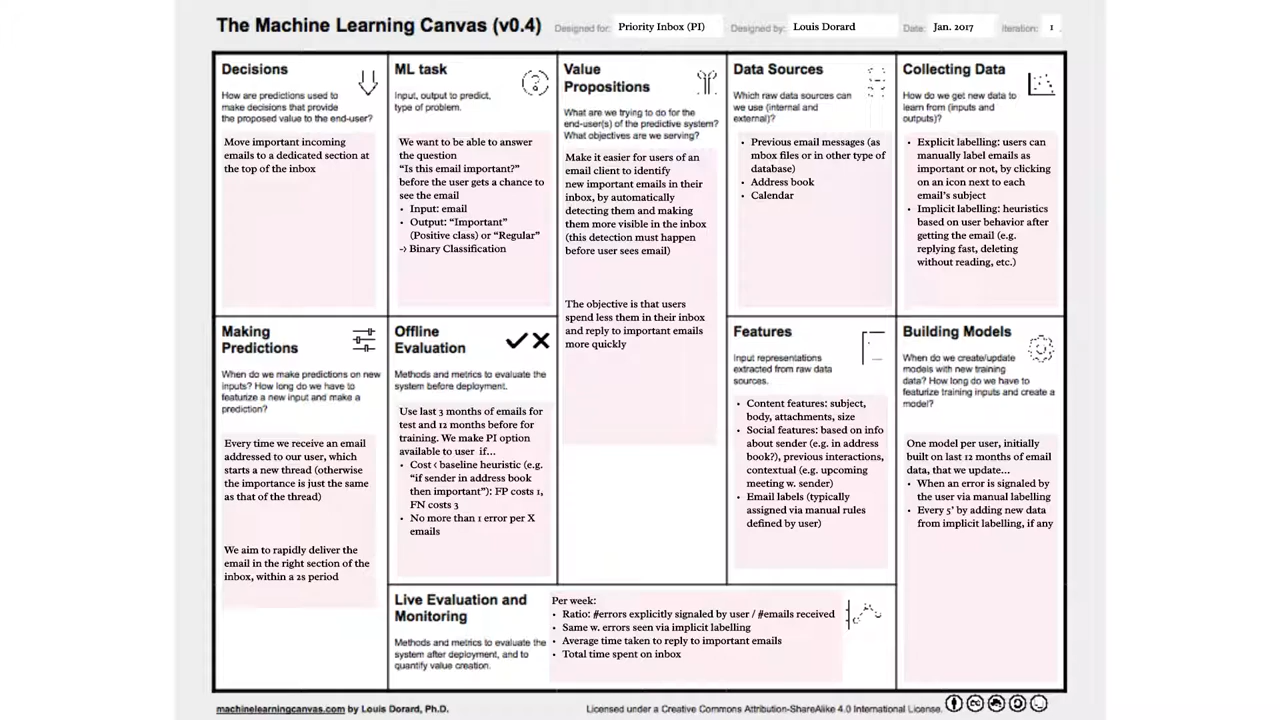 The Machine Learning Canvas (v0.4)
Designed for: Priority Inbox (PI)
Designed by: Louis Dorard
Date: Jan. 2017
Iteration: 1 .
Decisions
How are predictions used to
make decisions that provide
the proposed value to the end-user?
Move important incoming
emails to a dedicated section at
the top of the inbox
ML task
Input, output to predict,
type of problem.
We want to be able to answer
the question
“Is this email important?”
before the user gets a chance to
see the email
• Input: email
• Output: “Important”
(Positive class) or “Regular”
-> Binary Classification
Value
Propositions
What are we trying to do for the
end-user(s) of the predictive system?
What objectives are we serving?
Make it easier for users of an
email client to identify
new important emails in their
inbox, by automatically
detecting them and making
them more visible in the inbox
(this detection must happen
before user sees email)
The objective is that users
spend less them in their inbox
and reply to important emails
more quickly
Data Sources
Which raw data sources can
we use (internal and
external)?
• Previous email messages (as
mbox files or in other type of
database)
• Address book
• Calendar
Collecting Data
How do we get new data to
learn from (inputs and
outputs)?
• Explicit labelling: users can
manually label emails as
important or not, by clicking
on an icon next to each
email’s subject
• Implicit labelling: heuristics
based on user behavior after
getting the email (e.g.
replying fast, deleting
without reading, etc.)
Making
Predictions
When do we make predictions on new
inputs? How long do we have to
featurize a new input and make a
prediction?
Every time we receive an email
addressed to our user, which
starts a new thread (otherwise
the importance is just the same
as that of the thread)
We aim to rapidly deliver the
email in the right section of the
inbox, within a 2s period
Offline
Evaluation
Methods and metrics to evaluate the
system before deployment.
Use last 3 months of emails for
test and 12 months before for
training. We make PI option
available to user if…
• Cost < baseline heuristic (e.g.
“if sender in address book
then important”): FP costs 1,
FN costs 3
• No more than 1 error per X
emails
Features
Input representations
extracted from raw data
sources.
• Content features: subject,
body, attachments, size
• Social features: based on info
about sender (e.g. in address
book?), previous interactions,
contextual (e.g. upcoming
meeting w. sender)
• Email labels (typically
assigned via manual rules
defined by user)
Building Models
When do we create/update
models with new training
data? How long do we have to
featurize training inputs and create a
model?
One model per user, initially
built on last 12 months of email
data, that we update…
• When an error is signaled by
the user via manual labelling
• Every 5’ by adding new data
from implicit labelling, if any
Live Evaluation and
Monitoring
Methods and metrics to evaluate the
system after deployment, and to
quantify value creation.
Per week:
• Ratio: #errors explicitly signaled by user / #emails received
• Same w. errors seen via implicit labelling
• Average time taken to reply to important emails
• Total time spent on inbox
machinelearningcanvas.com by Louis Dorard, Ph.D.
Licensed under a Creative Commons Attribution-ShareAlike 4.0 International License.